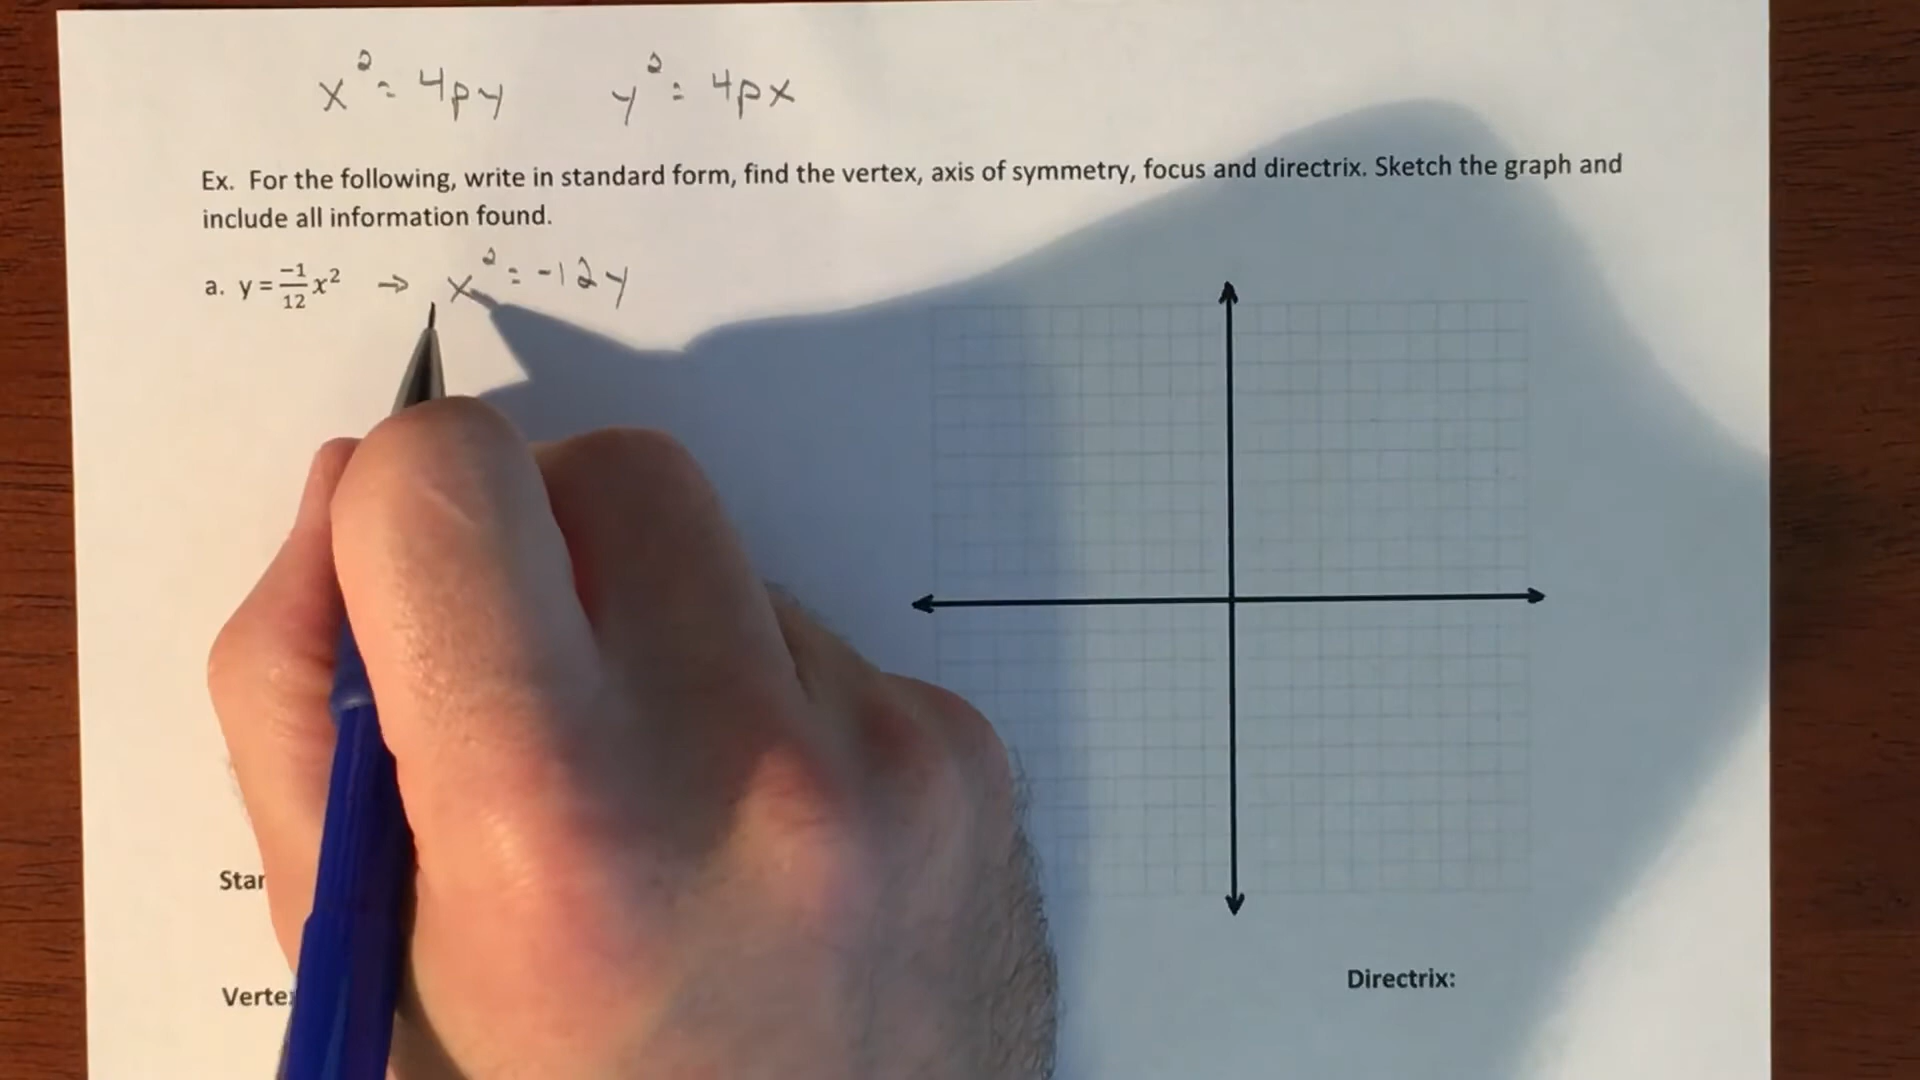 x² = 4py y² = 4px
Ex. For the following, write in standard form, find the vertex, axis of symmetry, focus and directrix. Sketch the graph and
include all information found.
a. y = -1/12 x² → x² = -12y
Star
Directrix:
Verte